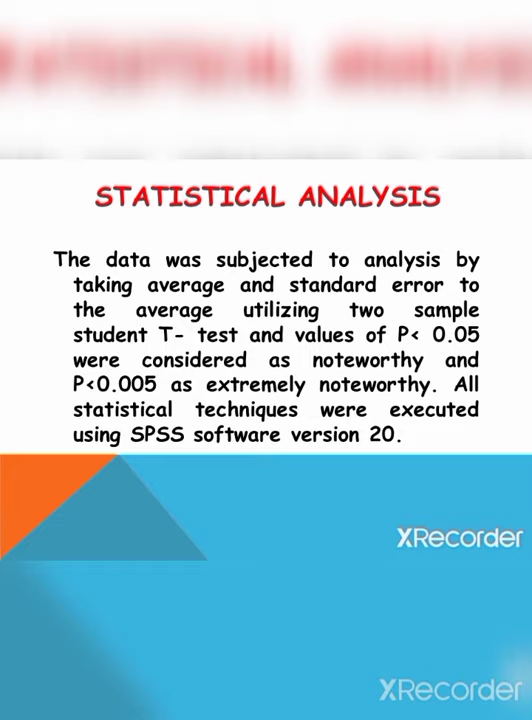 STATISTICAL ANALYSIS
The data was subjected to analysis by
taking average and standard error to
the average utilizing two sample
student T- test and values of P< 0.05
were considered as noteworthy and
P<0.005 as extremely noteworthy. All
statistical techniques were executed
using SPSS software version 20.
XRecorder
XRecorder